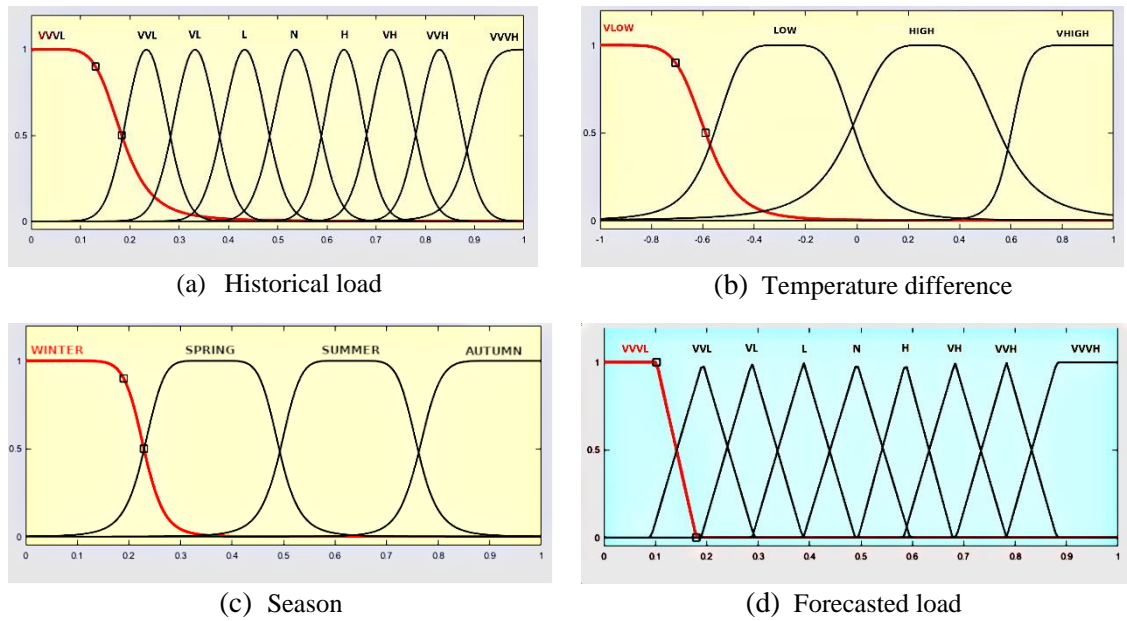 VVVL VVL VL L N H VH VVH VVVH
1
0.5
0
0 0.1 0.2 0.3 0.4 0.5 0.6 0.7 0.8 0.9 1
(a) Historical load
VLOW LOW HIGH VHIGH
1
0.5
0
-1 -0.8 -0.6 -0.4 -0.2 0 0.2 0.4 0.6 0.8 1
(b) Temperature difference
WINTER SPRING SUMMER AUTUMN
1
0.5
0
0 0.1 0.2 0.3 0.4 0.5 0.6 0.7 0.8 0.9 1
(c) Season
VVVL VVL VL L N H VH VVH VVVH
1
0.5
0
0 0.1 0.2 0.3 0.4 0.5 0.6 0.7 0.8 0.9 1
(d) Forecasted load